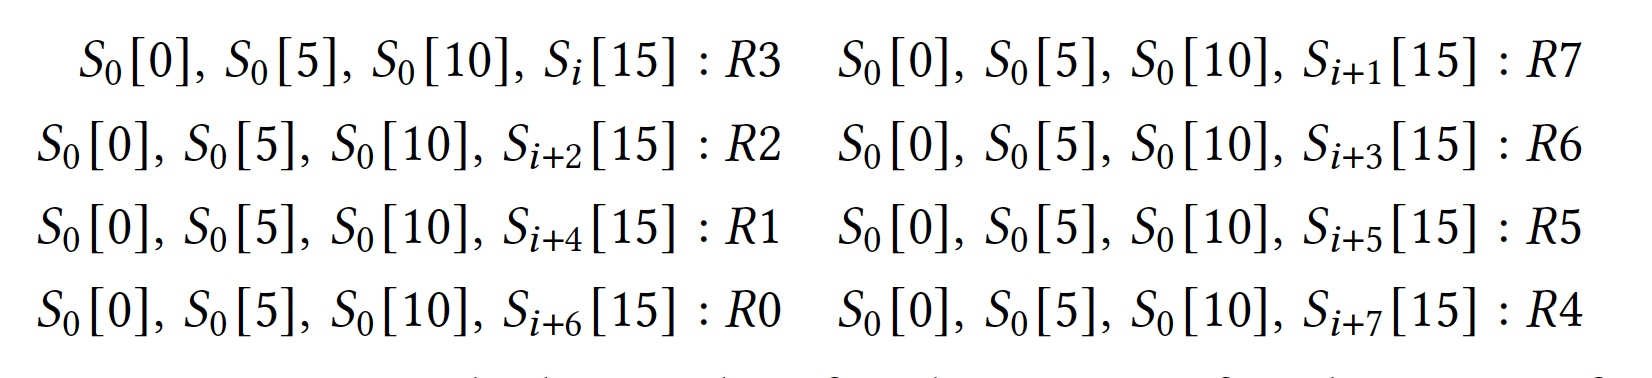 S₀[0], S₀[5], S₀[10], Sᵢ[15] : R3 S₀[0], S₀[5], S₀[10], Sᵢ₊₁[15] : R7
S₀[0], S₀[5], S₀[10], Sᵢ₊₂[15] : R2 S₀[0], S₀[5], S₀[10], Sᵢ₊₃[15] : R6
S₀[0], S₀[5], S₀[10], Sᵢ₊₄[15] : R1 S₀[0], S₀[5], S₀[10], Sᵢ₊₅[15] : R5
S₀[0], S₀[5], S₀[10], Sᵢ₊₆[15] : R0 S₀[0], S₀[5], S₀[10], Sᵢ₊₇[15] : R4